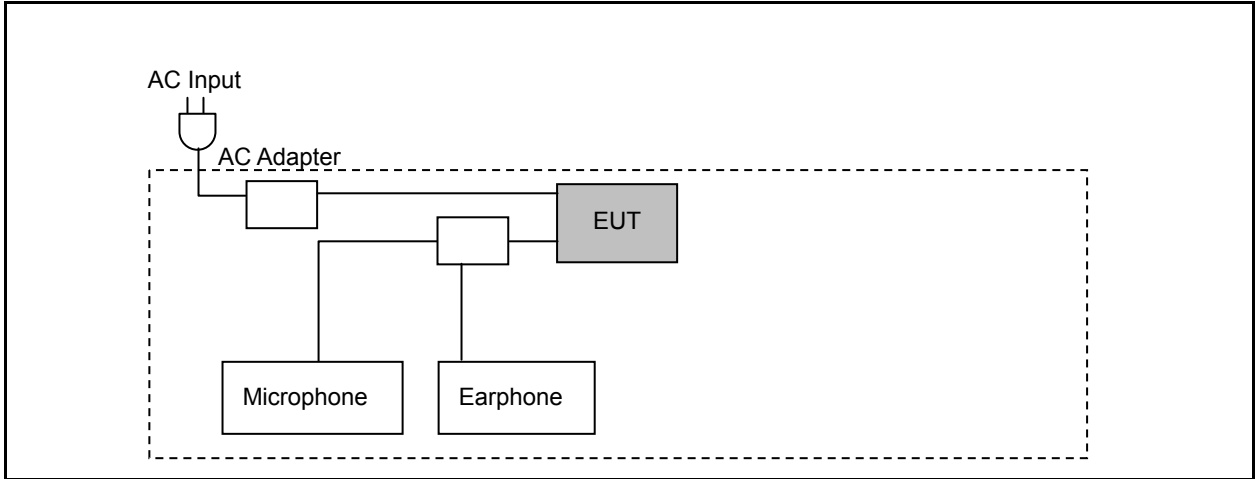 AC Input
AC Adapter
EUT
Microphone
Earphone